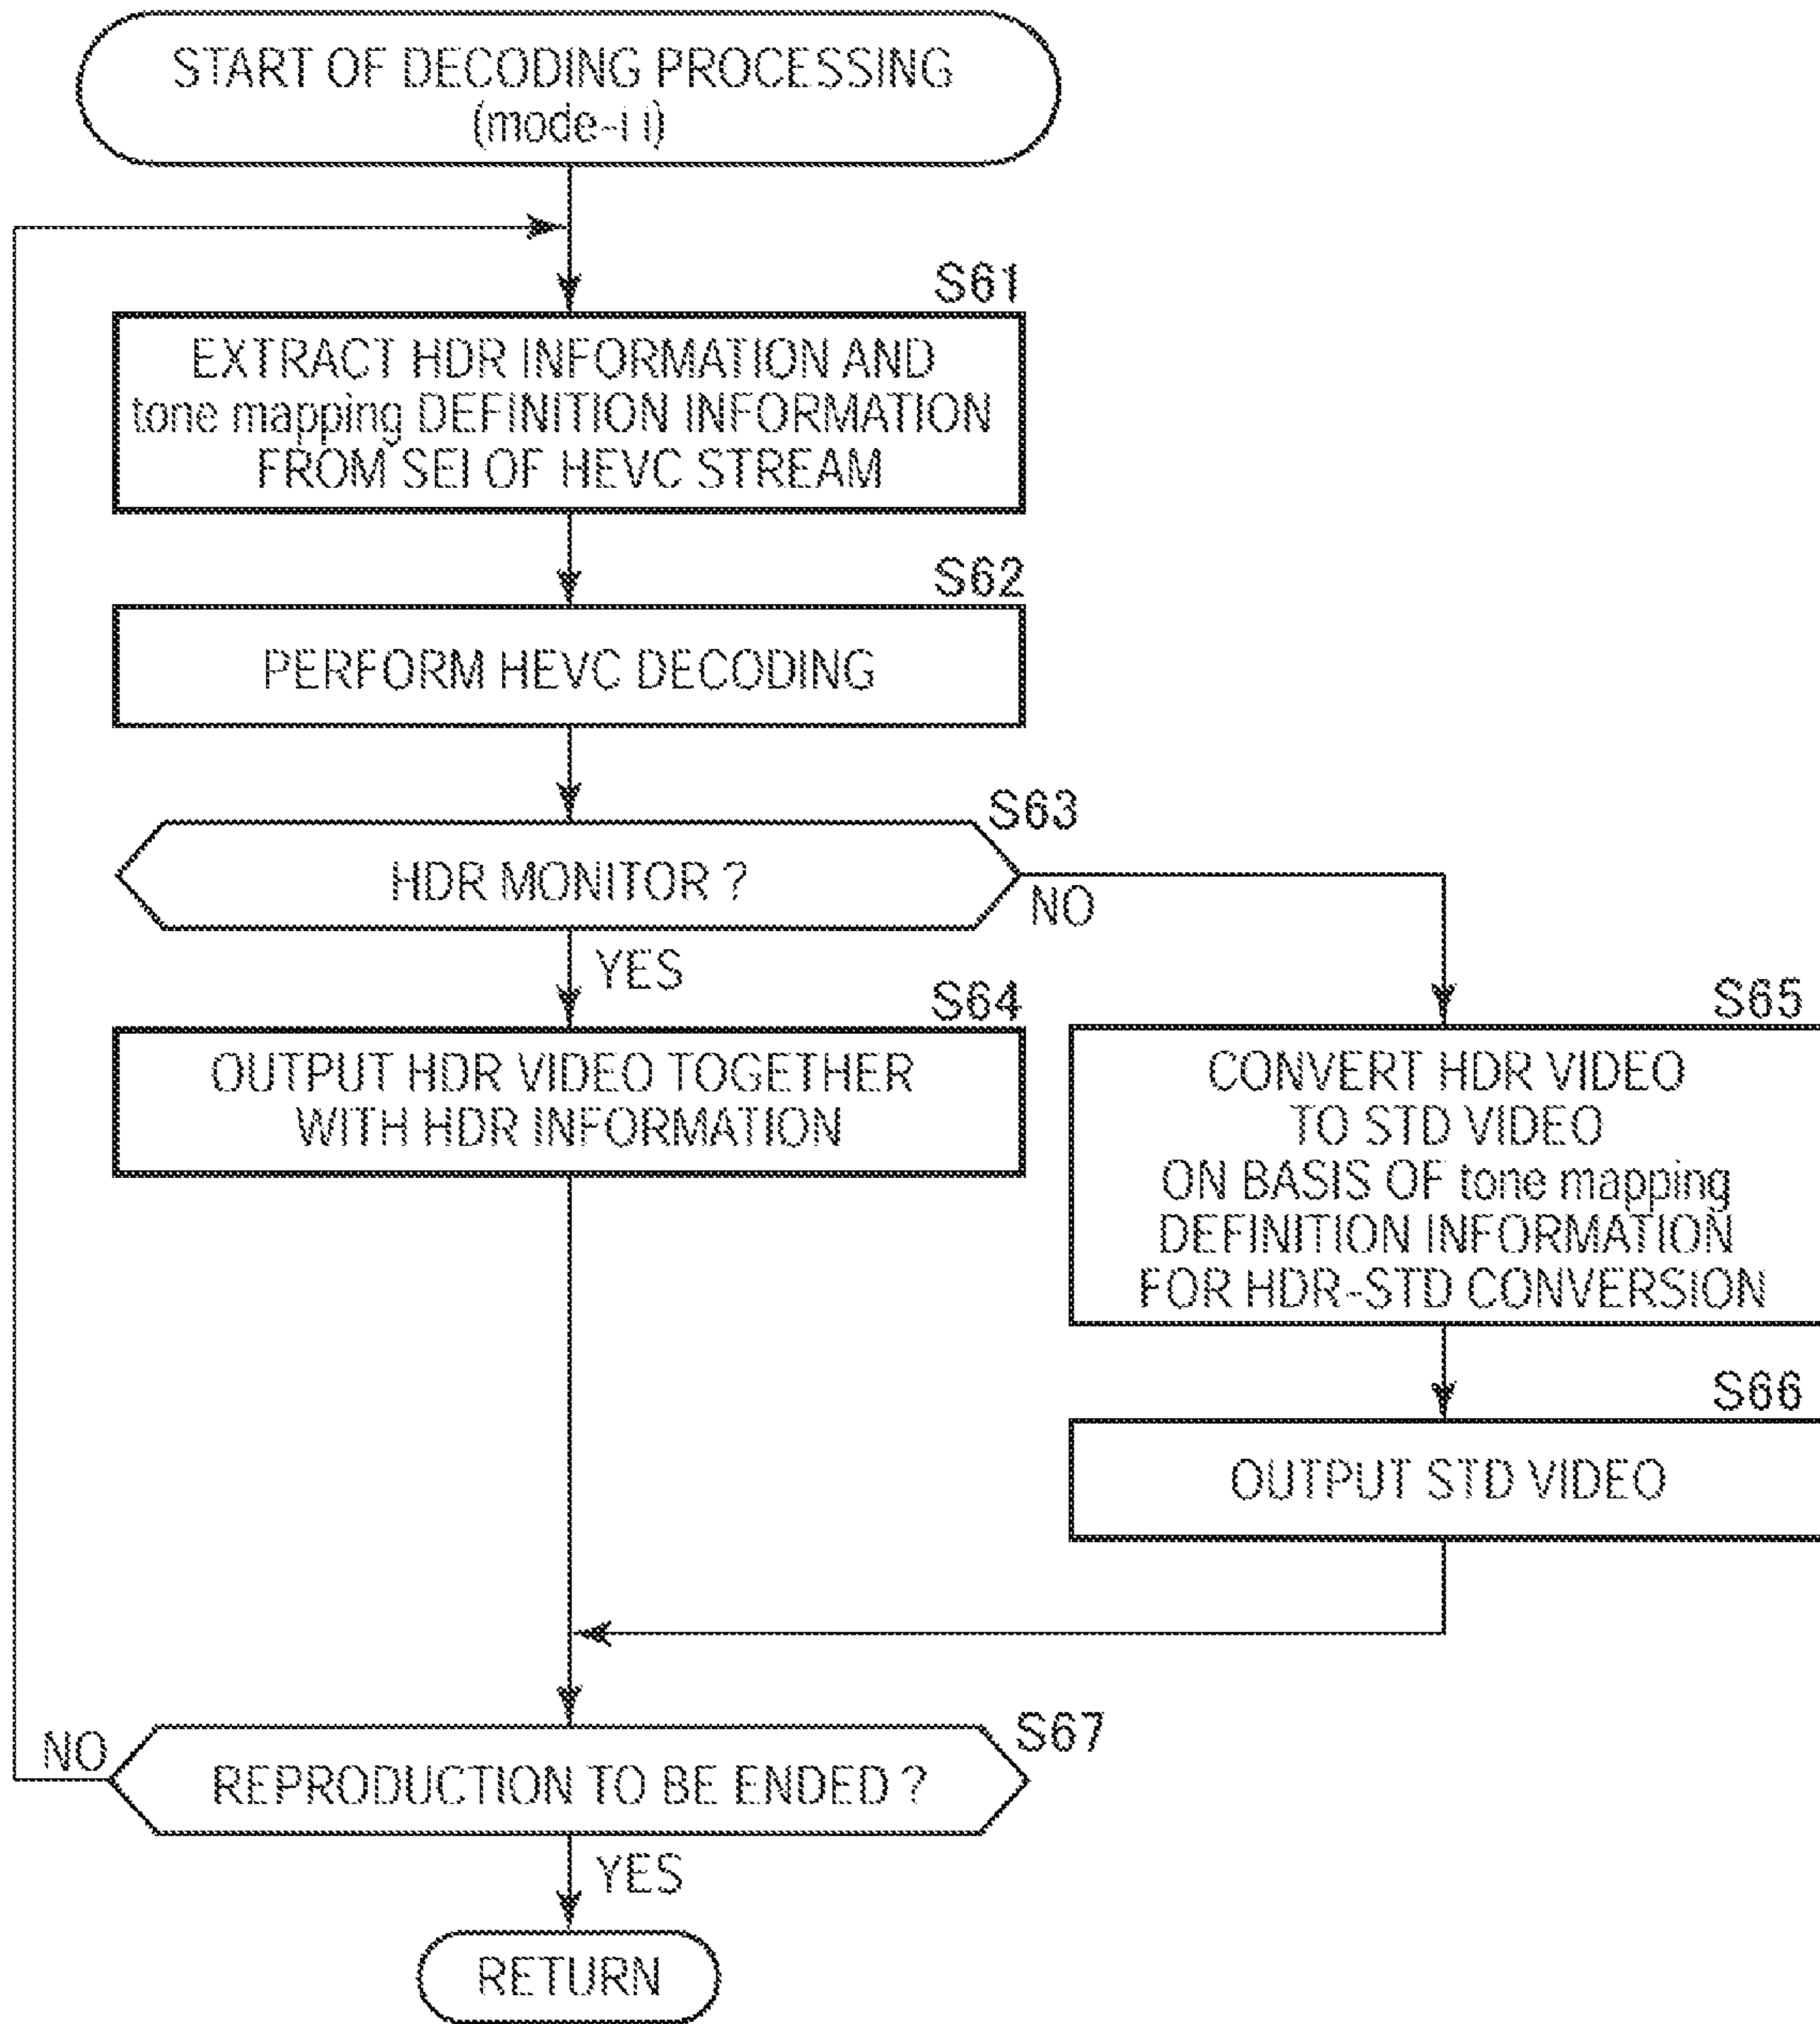 START OF DECODING PROCESSING
(mode-ii)
S61
EXTRACT HDR INFORMATION AND
tone mapping DEFINITION INFORMATION
FROM SEI OF HEVC STREAM
S62
PERFORM HEVC DECODING
S63
HDR MONITOR ?
NO
YES
S64
OUTPUT HDR VIDEO TOGETHER
WITH HDR INFORMATION
S65
CONVERT HDR VIDEO
TO STD VIDEO
ON BASIS OF tone mapping
DEFINITION INFORMATION
FOR HDR-STD CONVERSION
S66
OUTPUT STD VIDEO
S67
NO
REPRODUCTION TO BE ENDED ?
YES
RETURN